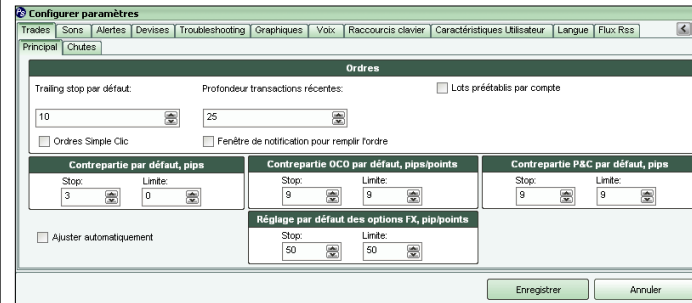 Configurer paramètres
Trades Sons Alertes Devises Troubleshooting Graphiques Voix Raccourcis clavier Caractéristiques Utilisateur Langue Flux Rss
Principal Chutes
Ordres
Trailing stop par défaut: Profondeur transactions récentes: Lots préétablis par compte
10 25
Ordres Simple Clic Fenêtre de notification pour remplir l'ordre
Contrepartie par défaut, pips Contrepartie OCO par défaut, pips/points Contrepartie P&C par défaut, pips
Stop: Limite: Stop: Limite: Stop: Limite:
3 0 9 9 9 9
Réglage par défaut des options FX, pip/points
Ajuster automatiquement Stop: Limite:
50 50
Enregistrer Annuler